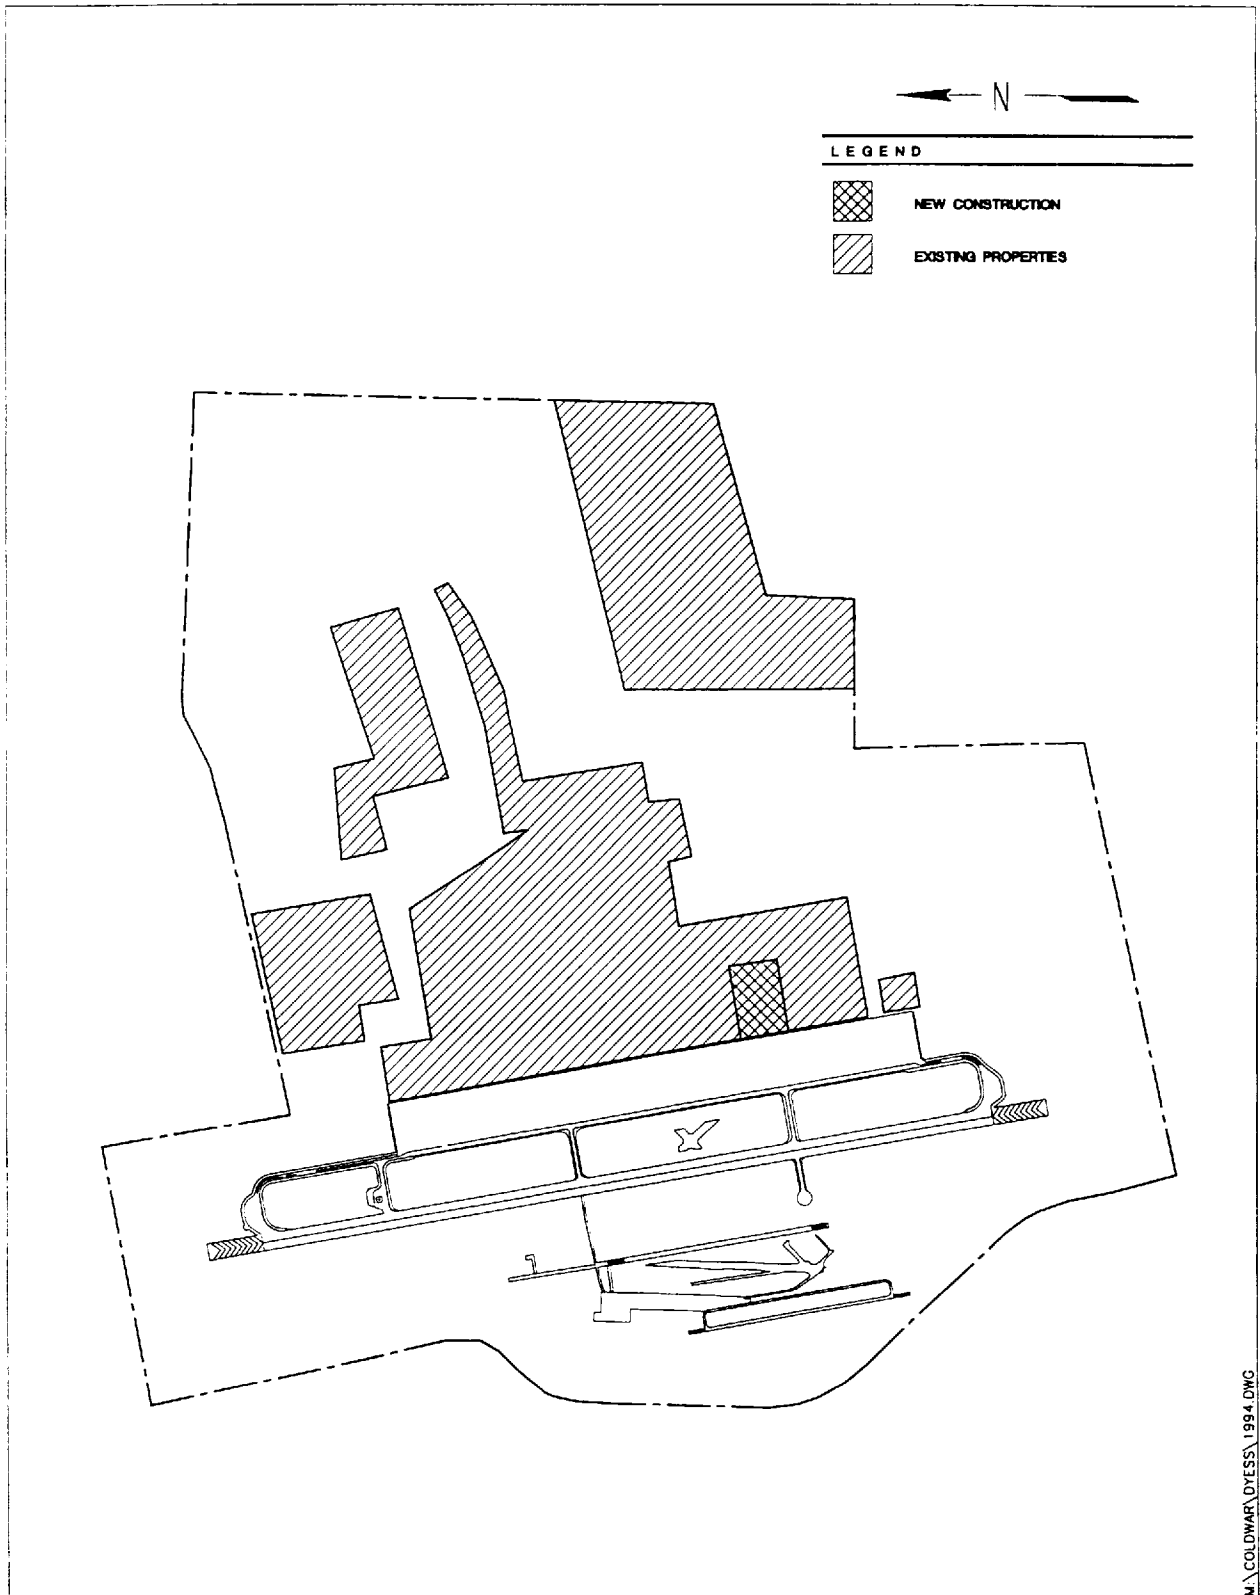 N
LEGEND
NEW CONSTRUCTION
EXISTING PROPERTIES
M:\COLDWAR\DYESS\1994.DWG